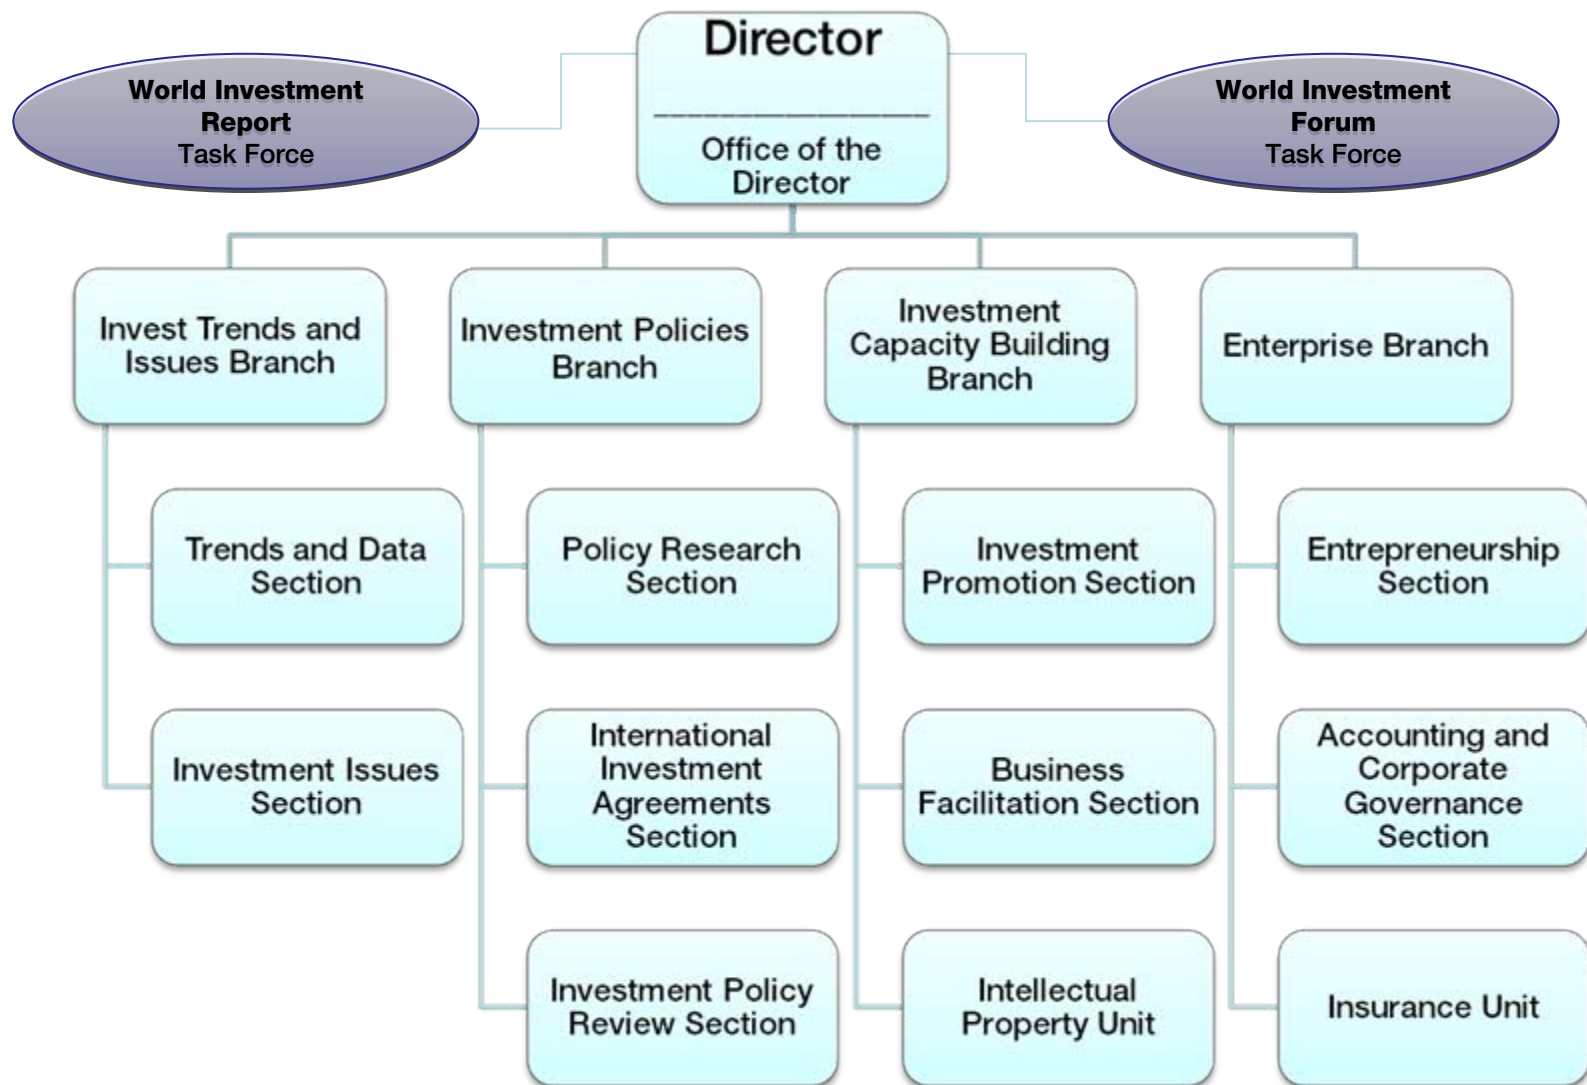 Director
_________________
Office of the
Director
World Investment
Report
Task Force
World Investment
Forum
Task Force
Invest Trends and
Issues Branch
Investment Policies
Branch
Investment
Capacity Building
Branch
Enterprise Branch
Trends and Data
Section
Policy Research
Section
Investment
Promotion Section
Entrepreneurship
Section
Investment Issues
Section
International
Investment
Agreements
Section
Business
Facilitation Section
Accounting and
Corporate
Governance
Section
Investment Policy
Review Section
Intellectual
Property Unit
Insurance Unit